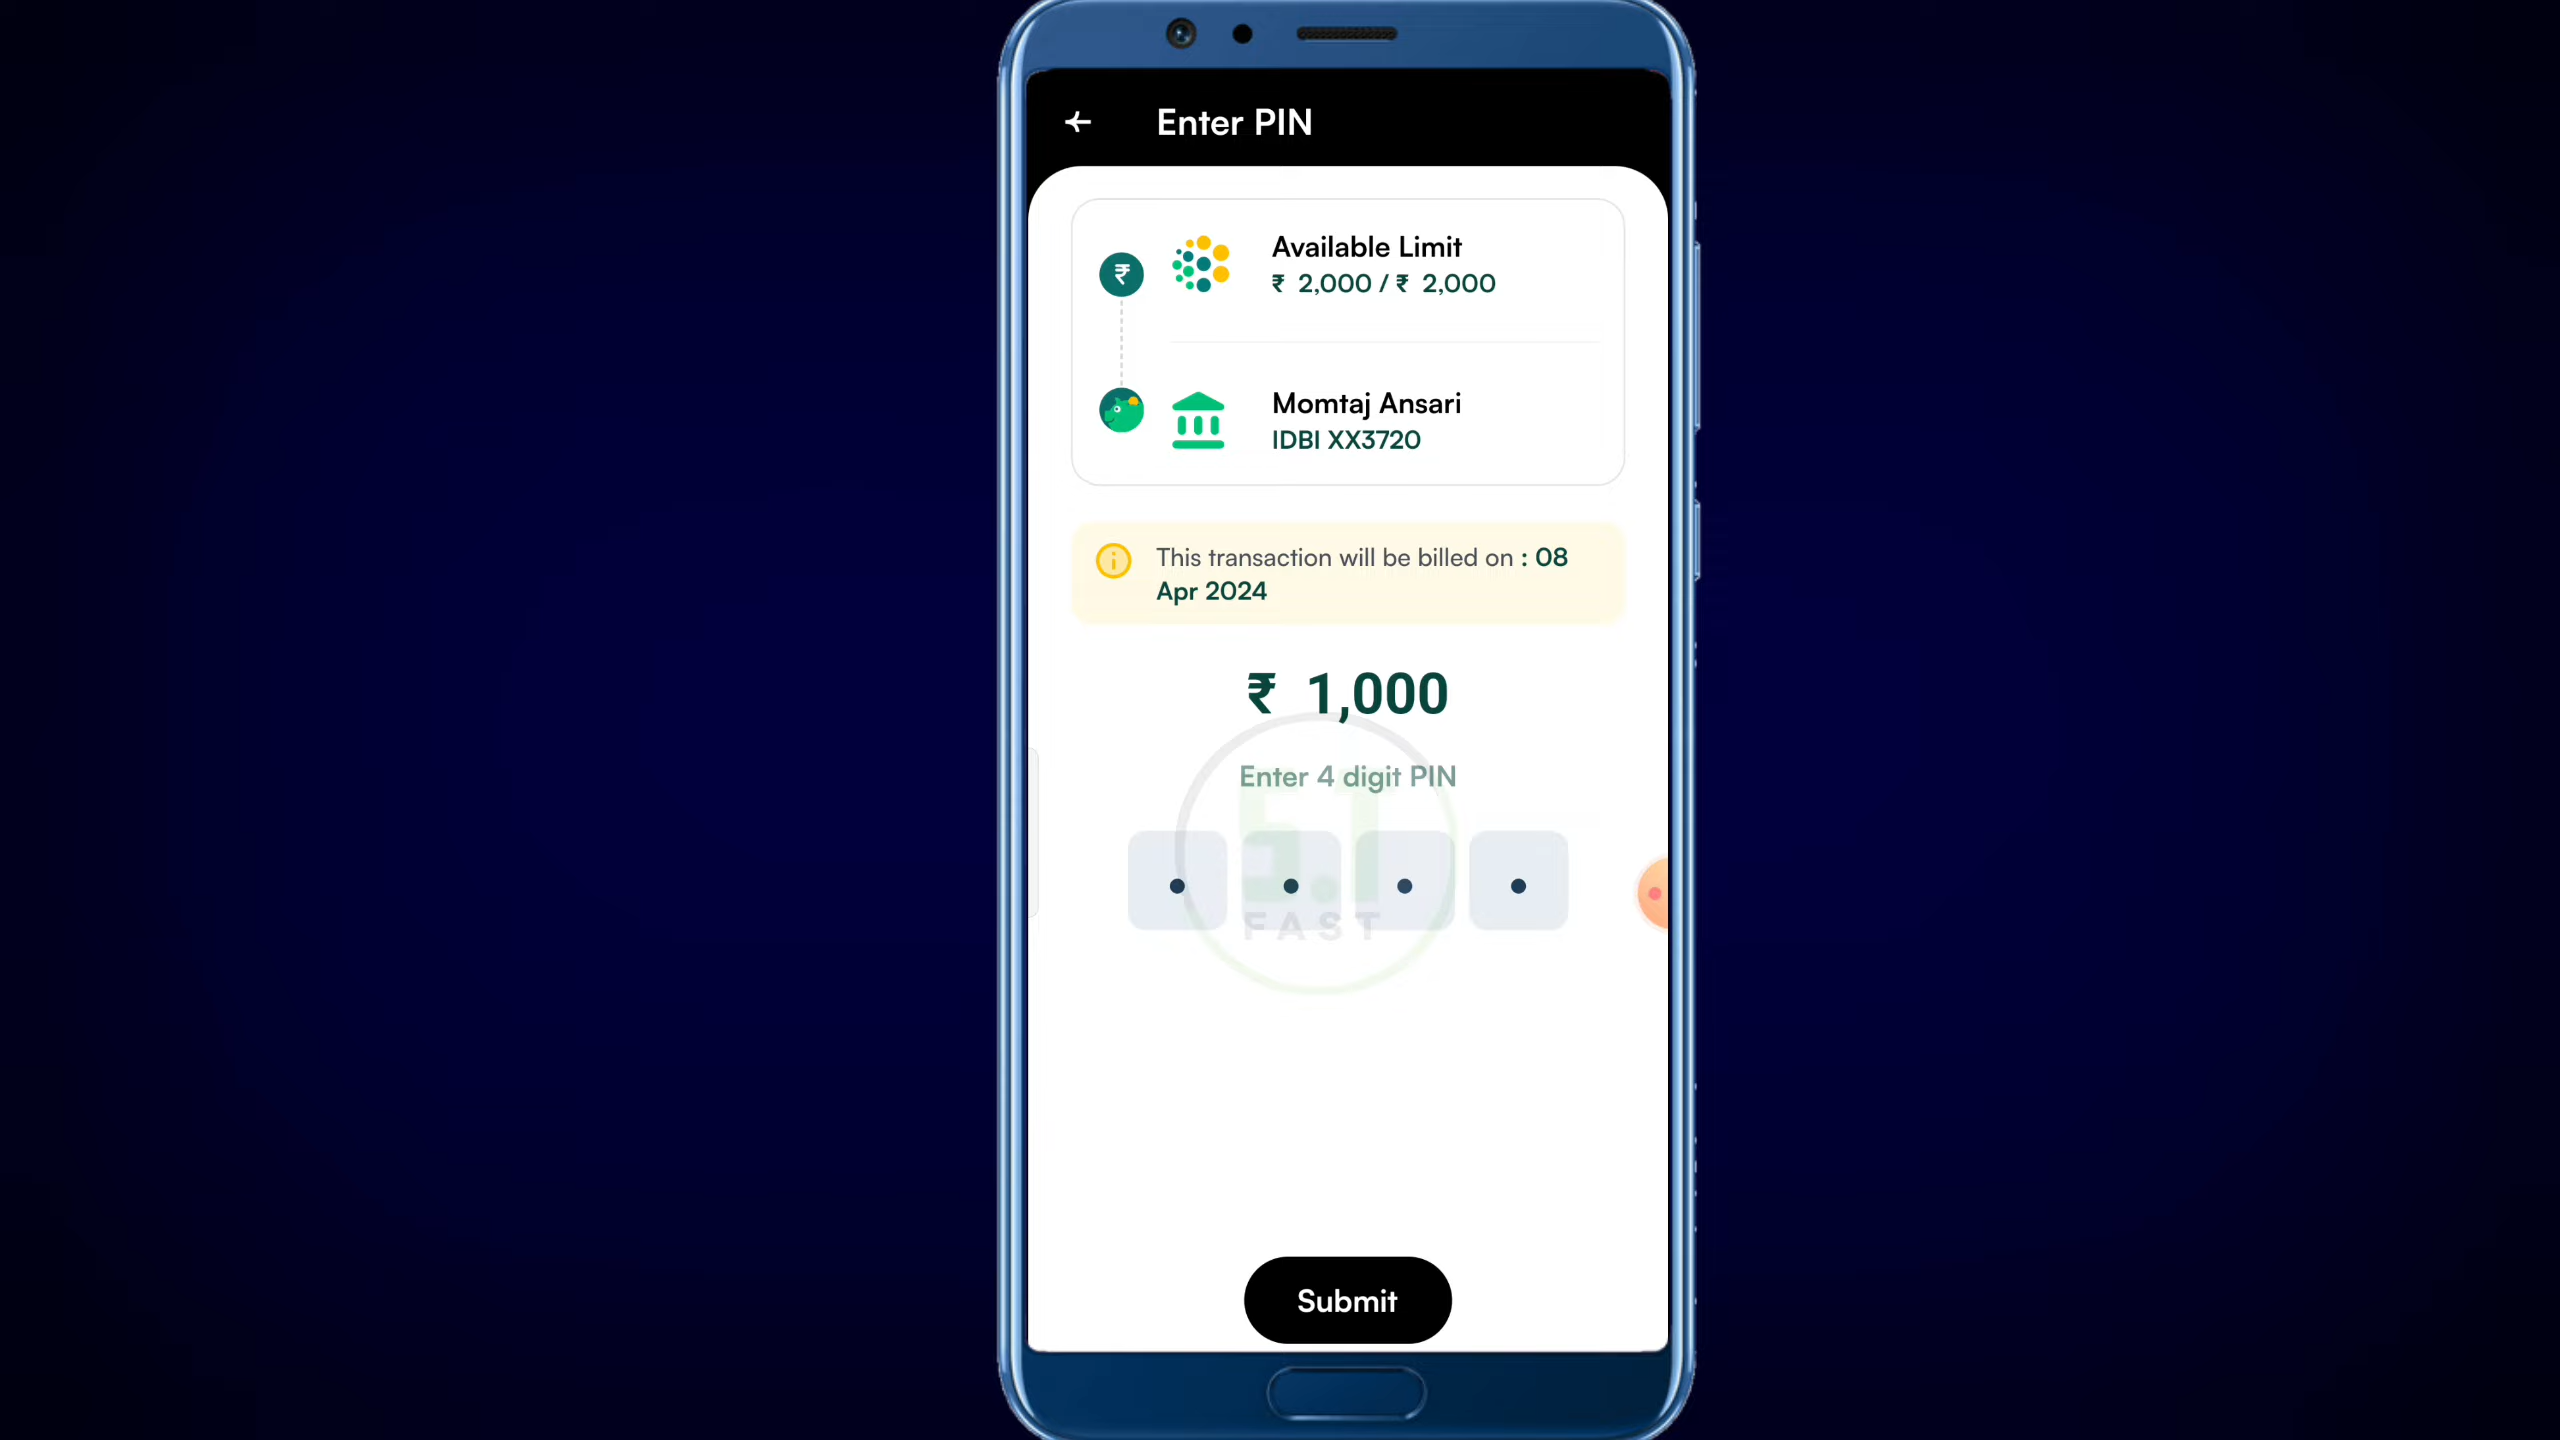 Enter PIN
Available Limit
₹ 2,000 / ₹ 2,000
Momtaj Ansari
IDBI XX3720
This transaction will be billed on : 08
Apr 2024
₹ 1,000
Enter 4 digit PIN
S.T
FAST
Submit